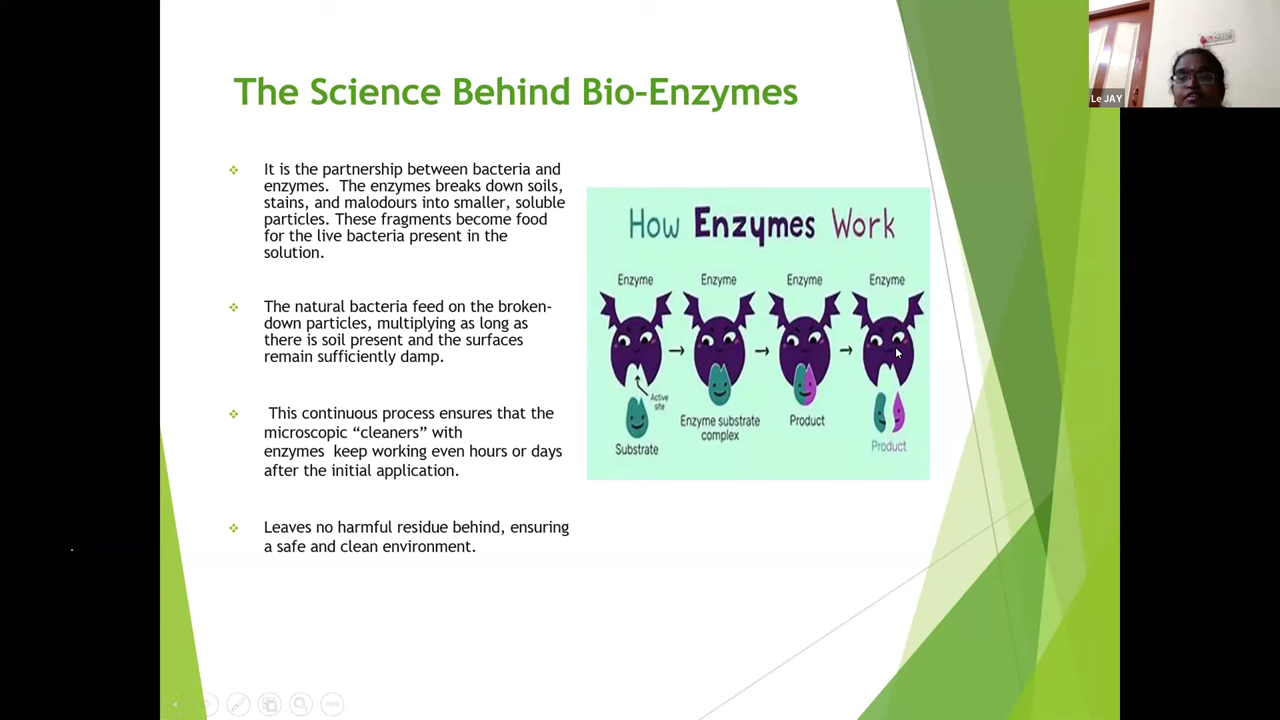 The Science Behind Bio-Enzymes
It is the partnership between bacteria and
enzymes. The enzymes breaks down soils,
stains, and malodours into smaller, soluble
particles. These fragments become food
for the live bacteria present in the
solution.
The natural bacteria feed on the broken-
down particles, multiplying as long as
there is soil present and the surfaces
remain sufficiently damp.
This continuous process ensures that the
microscopic “cleaners” with
enzymes keep working even hours or days
after the initial application.
Leaves no harmful residue behind, ensuring
a safe and clean environment.
How Enzymes Work
Enzyme Enzyme Enzyme Enzyme
Active
site
Substrate
Enzyme substrate
complex
Product
Product
Le JAY